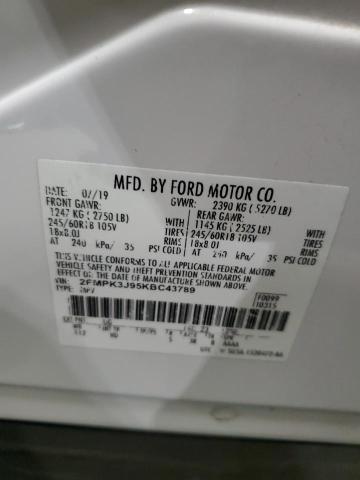 MFD. BY FORD MOTOR CO.
DATE: 07/19 GVWR: 2390 KG ( 5270 LB)
FRONT GAWR: REAR GAWR:
1247 KG ( 2750 LB) WITH 1145 KG ( 2525 LB) WITH
245/60R18 105V TIRES 245/60R18 105V TIRES
18x8.0J RIMS 18x8.0J RIMS
AT 240 kPa/ 35 PSI COLD AT 240 kPa/ 35 PSI COLD
THIS VEHICLE CONFORMS TO ALL APPLICABLE FEDERAL MOTOR
VEHICLE SAFETY AND BUMPER STANDARDS IN EFFECT ON THE DATE OF
MANUFACTURE SHOWN ABOVE.
VIN: 2FMPK3J95KBC43789 F0099
TYPE: MPV